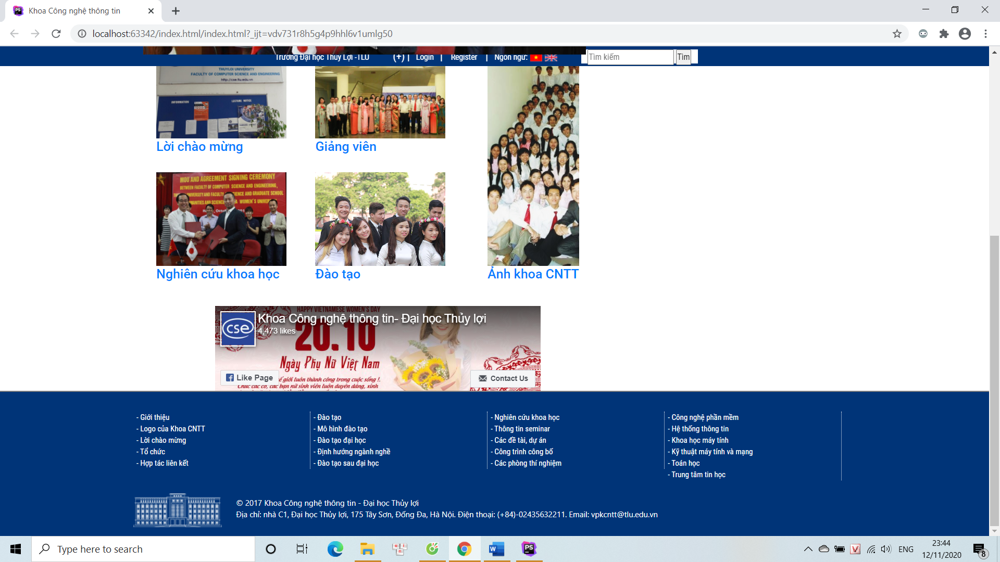 Khoa Công nghệ thông tin
localhost:63342/index.html/index.html?_ijt=vdv731r8h5g4p9hhl6v1umlg50
Trường Đại học Thủy Lợi -TLU (+) | Login | Register | Ngôn ngữ: Tìm kiếm Tìm
THUYLOI UNIVERSITY
FACULTY OF COMPUTER SCIENCE AND ENGINEERING
http://cse.tlu.edu.vn
INFORMATION LECTURE NOTICE
Lời chào mừng
Giảng viên
MOU AND AGREEMENT SIGNING CEREMONY
BETWEEN FACULTY OF COMPUTER SCIENCE AND ENGINEERING,
UNIVERSITY AND FACULTY SCIENCE AND GRADUATE SCHOOL
WOMEN'S
Nghiên cứu khoa học
Đào tạo
Ảnh khoa CNTT
HAPPY VIETNAMESE WOMEN'S DAY
cse
Khoa Công nghệ thông tin- Đại học Thủy lợi
4,473 likes
20.10
Ngày Phụ Nữ Việt Nam
giới luôn thành công trong cuộc sống !.
Chúc các cô, các bạn nữ sinh viên luôn duyên dáng, xinh
Like Page
Contact Us
- Giới thiệu
- Logo của Khoa CNTT
- Lời chào mừng
- Tổ chức
- Hợp tác liên kết
- Đào tạo
- Mô hình đào tạo
- Đào tạo đại học
- Định hướng ngành nghề
- Đào tạo sau đại học
- Nghiên cứu khoa học
- Thông tin seminar
- Các đề tài, dự án
- Công trình công bố
- Các phòng thí nghiệm
- Công nghệ phần mềm
- Hệ thống thông tin
- Khoa học máy tính
- Kỹ thuật máy tính và mạng
- Toán học
- Trung tâm tin học
© 2017 Khoa Công nghệ thông tin - Đại học Thủy lợi
Địa chỉ: nhà C1, Đại học Thủy lợi, 175 Tây Sơn, Đống Đa, Hà Nội. Điện thoại: (+84)-02435632211. Email: vpkcntt@tlu.edu.vn
Type here to search
ENG
23:44
12/11/2020
8